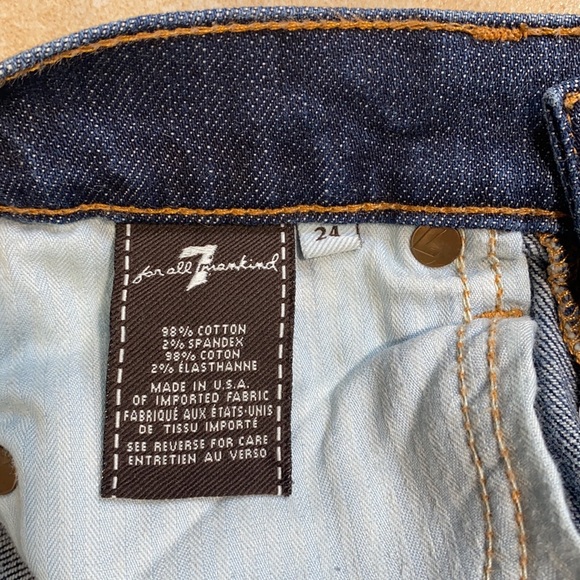 24
7
for all mankind
98% COTTON
2% SPANDEX
98% COTON
2% ÉLASTHANNE
MADE IN U.S.A.
OF IMPORTED FABRIC
FABRIQUÉ AUX ÉTATS-UNIS
DE TISSU IMPORTÉ
SEE REVERSE FOR CARE
ENTRETIEN AU VERSO